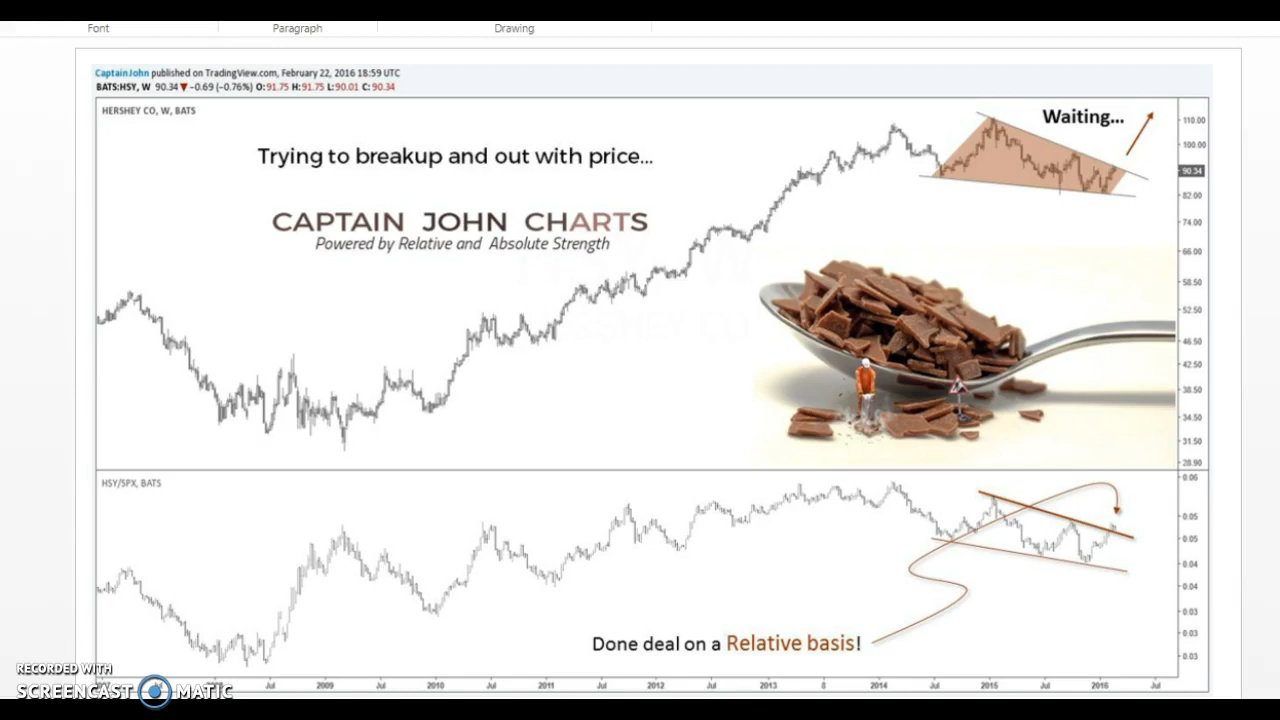 Font Paragraph Drawing
CaptainJohn published on TradingView.com, February 22, 2016 18:59 UTC
BATS:HSY, W 90.34▼ −0.69 (−0.76%) O:91.75 H:91.75 L:90.01 C:90.34
HERSHEY CO, W, BATS
Waiting...
Trying to breakup and out with price...
CAPTAIN JOHN CHARTS
Powered by Relative and Absolute Strength
110.00
100.00
90.34
82.00
74.00
66.00
58.50
52.50
46.50
42.50
38.50
34.50
31.50
28.90
HSY/SPX, BATS
0.06
0.05
0.05
0.04
0.04
0.03
0.03
0.03
Done deal on a Relative basis!
Jul 2009 Jul 2010 Jul 2011 Jul 2012 Jul 2013 8 2014 Jul 2015 Jul 2016 Jul
RECORDED WITH
SCREENCAST MATIC